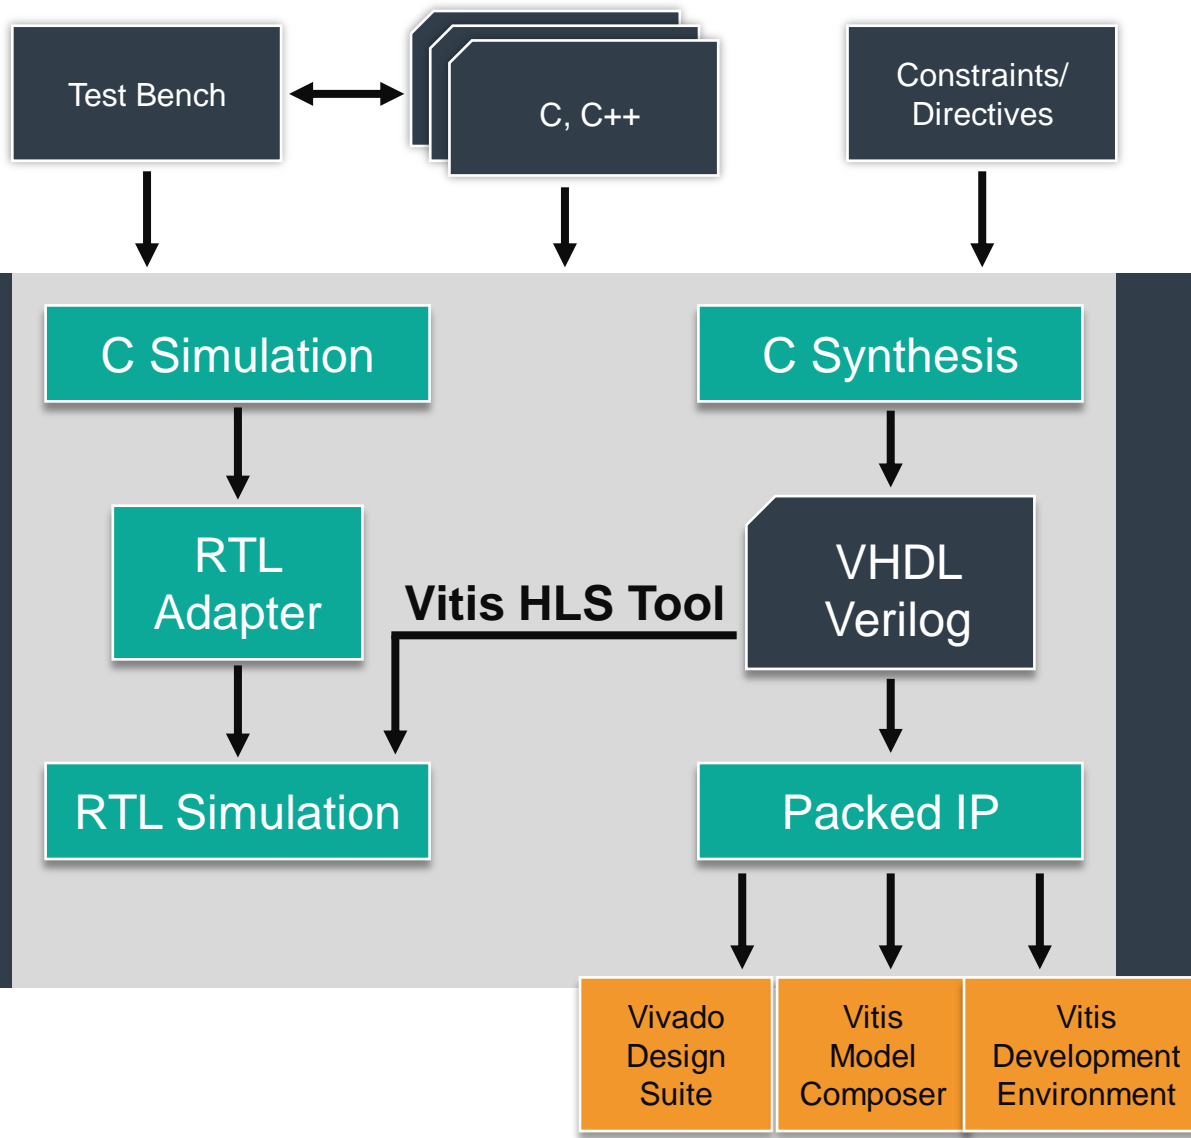 Test Bench
C, C++
Constraints/
Directives
C Simulation
C Synthesis
RTL
Adapter
Vitis HLS Tool
VHDL
Verilog
RTL Simulation
Packed IP
Vivado
Design
Suite
Vitis
Model
Composer
Vitis
Development
Environment